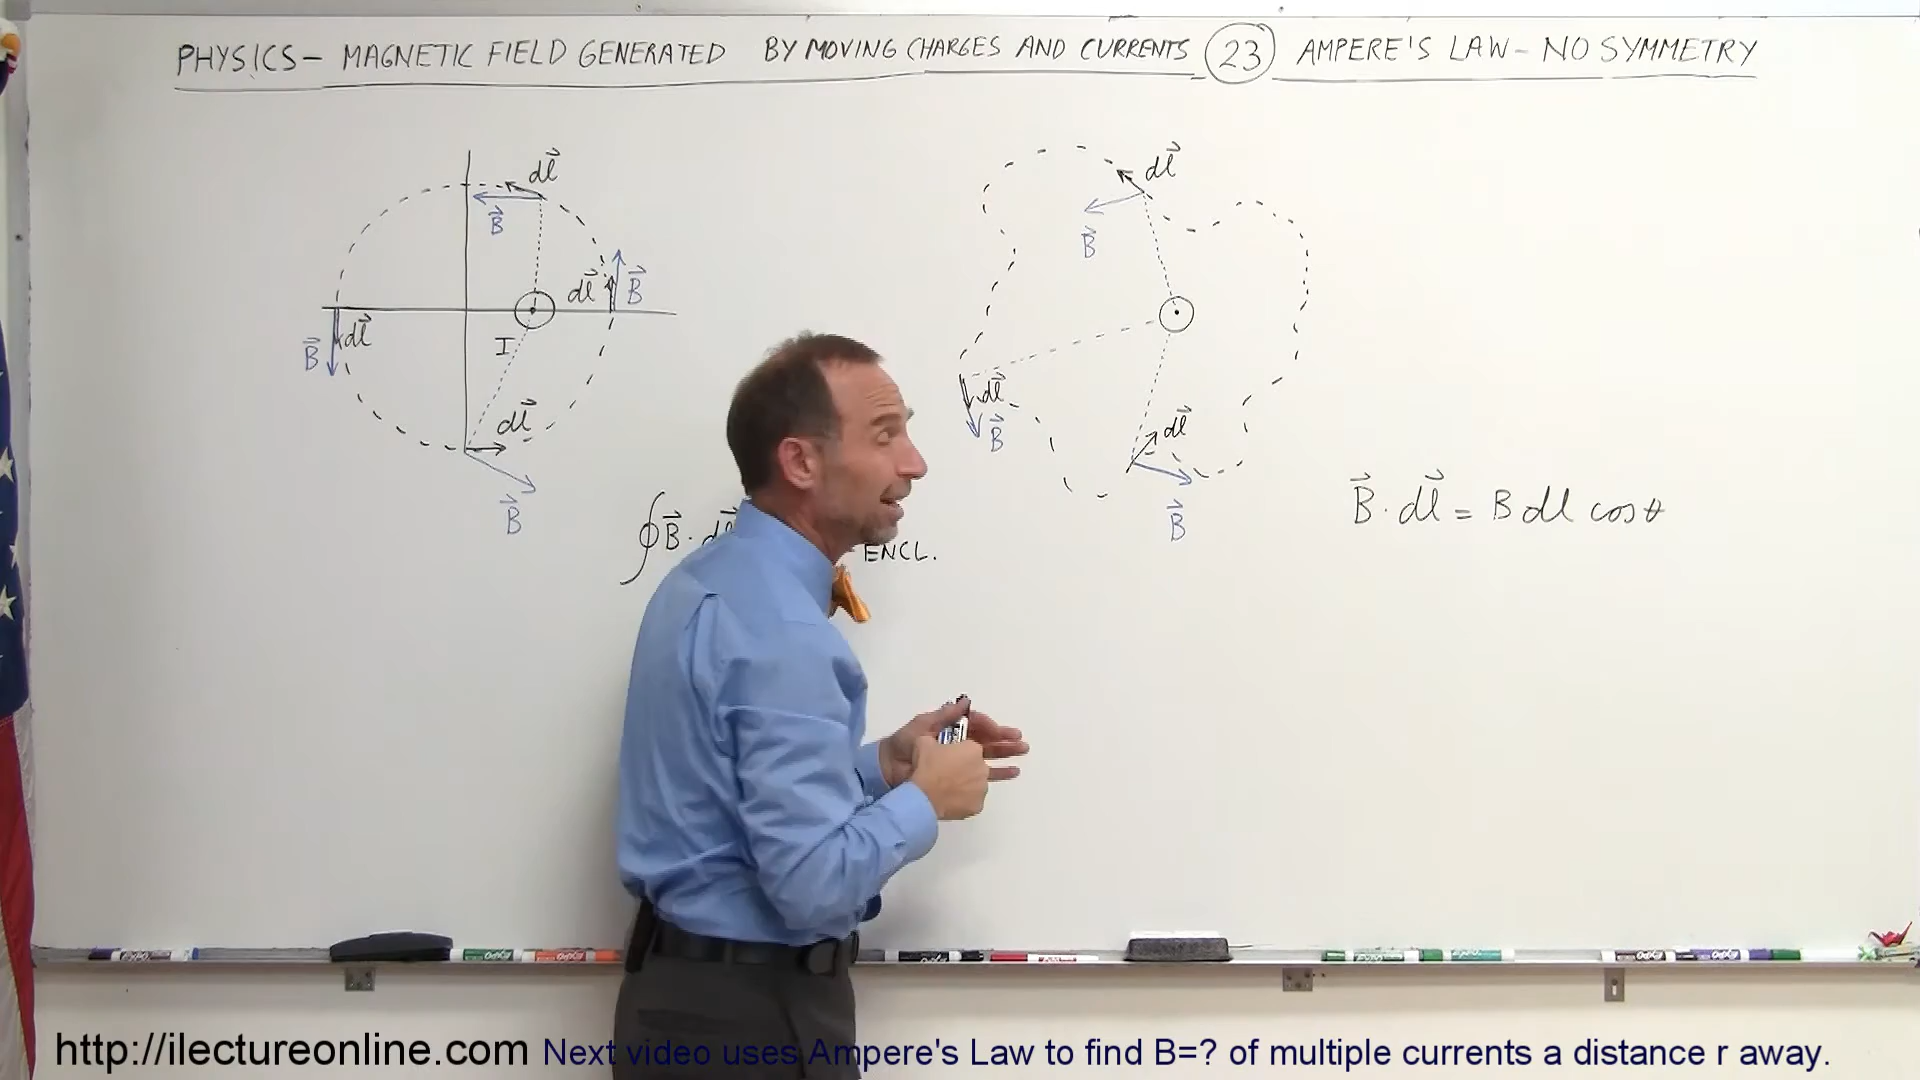 PHYSICS – MAGNETIC FIELD GENERATED BY MOVING CHARGES AND CURRENTS 23 AMPERE'S LAW – NO SYMMETRY
dl⃗
B⃗
dl⃗ B⃗
B⃗ dl⃗
I
dl⃗
B⃗
∮B⃗ · dl⃗
ENCL.
dl⃗
B⃗
dl⃗
B⃗
dl⃗
B⃗
B⃗ · dl⃗ = B dl cos θ
EXPO
http://ilectureonline.com Next video uses Ampere's Law to find B=? of multiple currents a distance r away.